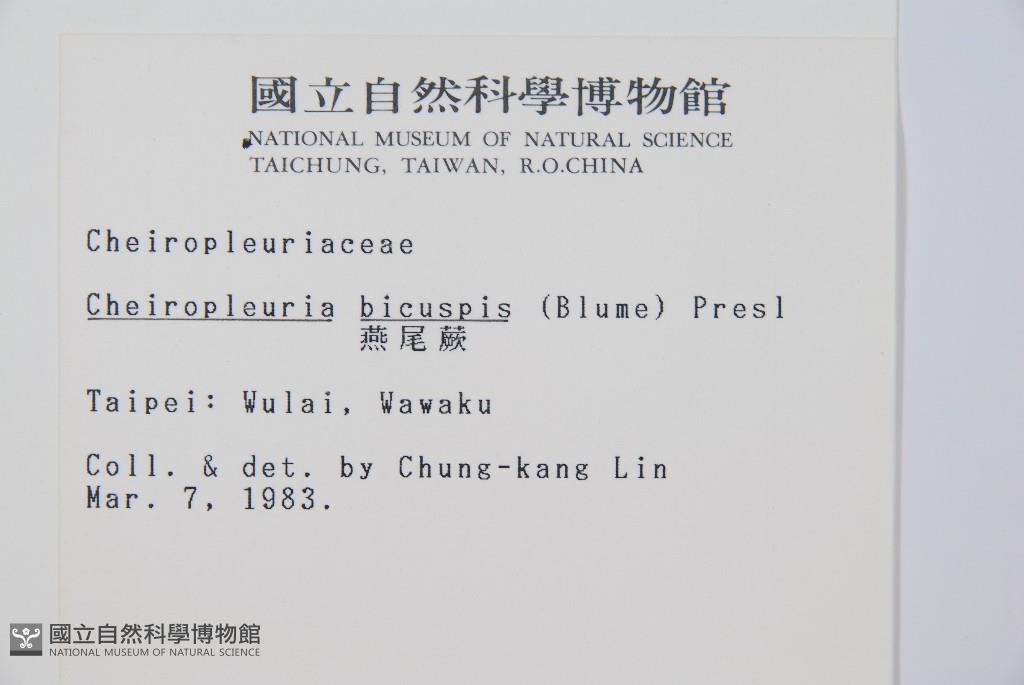 國立自然科學博物館
NATIONAL MUSEUM OF NATURAL SCIENCE
TAICHUNG, TAIWAN, R.O.CHINA
Cheiropleuriaceae
Cheiropleuria bicuspis (Blume) Presl
燕尾蕨
Taipei: Wulai, Wawaku
Coll. & det. by Chung-kang Lin
Mar. 7, 1983.
國立自然科學博物館
NATIONAL MUSEUM OF NATURAL SCIENCE